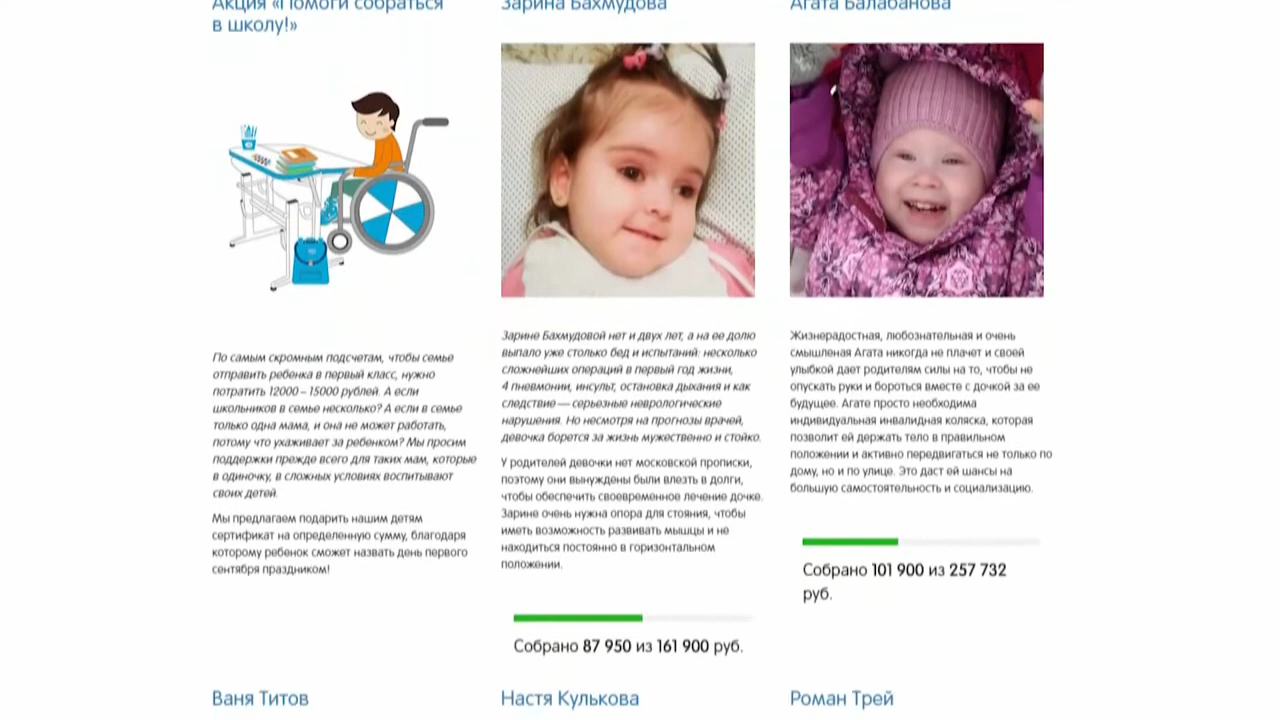 Акция «Помоги собраться
в школу!»
По самым скромным подсчетам, чтобы семье
отправить ребенка в первый класс, нужно
потратить 12000 – 15000 рублей. А если
школьников в семье несколько? А если в семье
только одна мама, и она не может работать,
потому что ухаживает за ребенком? Мы просим
поддержки прежде всего для таких мам, которые
в одиночку, в сложных условиях воспитывают
своих детей.
Мы предлагаем подарить нашим детям
сертификат на определенную сумму, благодаря
которому ребенок сможет назвать день первого
сентября праздником!
Зарина Бахмудова
Зарине Бахмудовой нет и двух лет, а на ее долю
выпало уже столько бед и испытаний: несколько
сложнейших операций в первый год жизни,
4 пневмонии, инсульт, остановка дыхания и как
следствие — серьезные неврологические
нарушения. Но несмотря на прогнозы врачей,
девочка борется за жизнь мужественно и стойко.
У родителей девочки нет московской прописки,
поэтому они вынуждены были влезть в долги,
чтобы обеспечить своевременное лечение дочке.
Зарине очень нужна опора для стояния, чтобы
иметь возможность развивать мышцы и не
находиться постоянно в горизонтальном
положении.
Собрано 87 950 из 161 900 руб.
Агата Балабанова
Жизнерадостная, любознательная и очень
смышленая Агата никогда не плачет и своей
улыбкой дает родителям силы на то, чтобы не
опускать руки и бороться вместе с дочкой за ее
будущее. Агате просто необходима
индивидуальная инвалидная коляска, которая
позволит ей держать тело в правильном
положении и активно передвигаться не только по
дому, но и по улице. Это даст ей шансы на
большую самостоятельность и социализацию.
Собрано 101 900 из 257 732
руб.
Ваня Титов
Настя Кулькова
Роман Трей